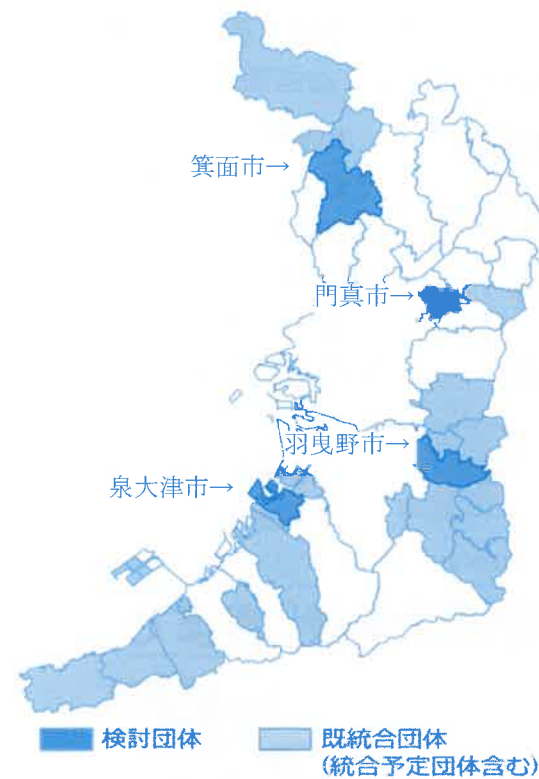 箕面市→
門真市→
羽曳野市→
泉大津市→
検討団体
既統合団体
(統合予定団体含む)